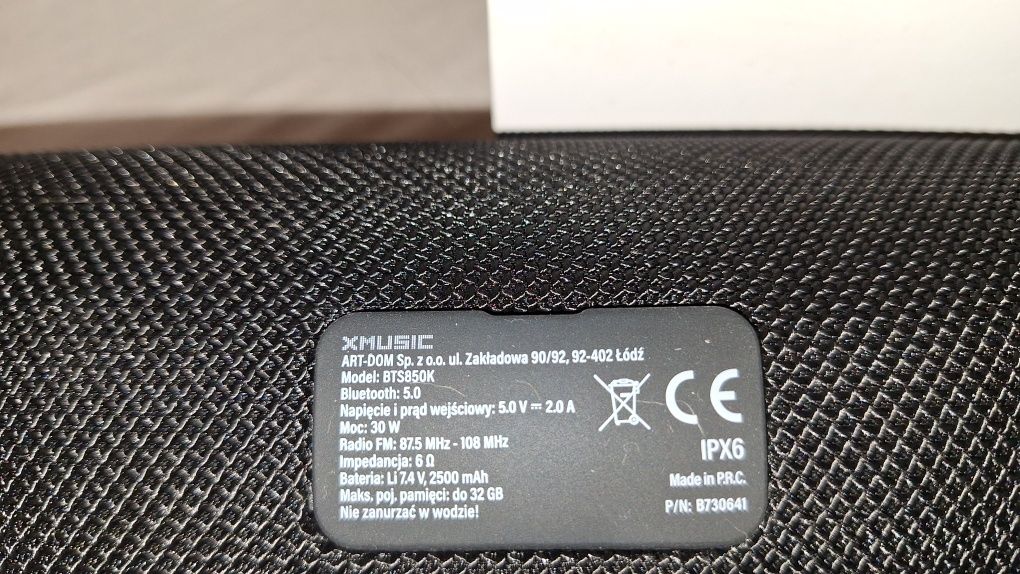 XMUSIC
ART-DOM Sp. z o.o. ul. Zakładowa 90/92, 92-402 Łódź
Model: BTS850K
Bluetooth: 5.0
Napięcie i prąd wejściowy: 5.0 V ⎓ 2.0 A
Moc: 30 W
Radio FM: 87.5 MHz - 108 MHz
Impedancja: 6 Ω
Bateria: Li 7.4 V, 2500 mAh
Maks. poj. pamięci: do 32 GB
Nie zanurzać w wodzie!
CE
IPX6
Made in P.R.C.
P/N: B730641